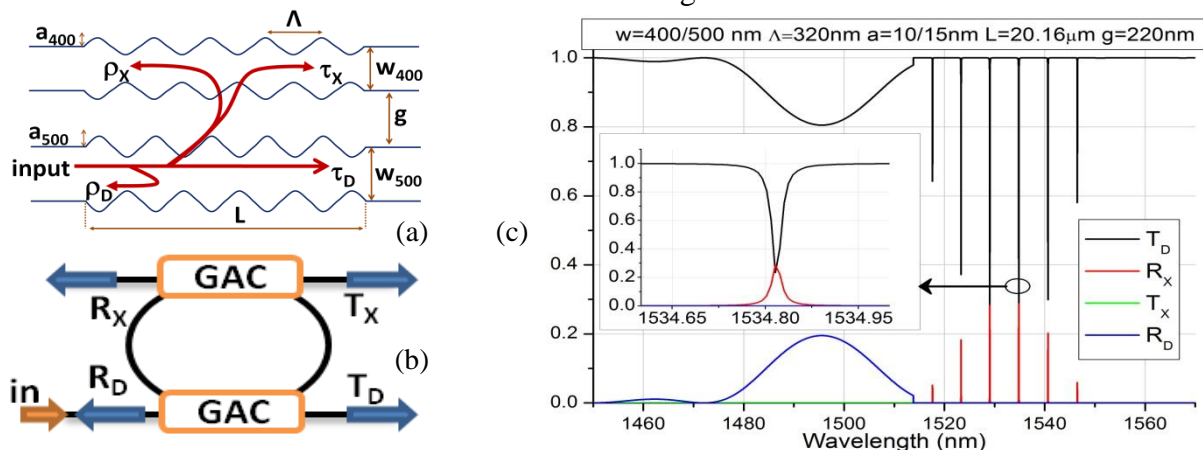 a400
Λ
ρX
τX
w400
g
a500
input
τD
w500
ρD
L
(a)
GAC
RX
TX
(b)
in
RD
TD
GAC
(c)
w=400/500 nm Λ=320nm a=10/15nm L=20.16μm g=220nm
1.0
0.8
0.6
0.4
0.2
0.0
1.0
0.8
0.6
0.4
0.2
0.0
1534.65 1534.80 1534.95
TD
RX
TX
RD
1460 1480 1500 1520 1540 1560
Wavelength (nm)